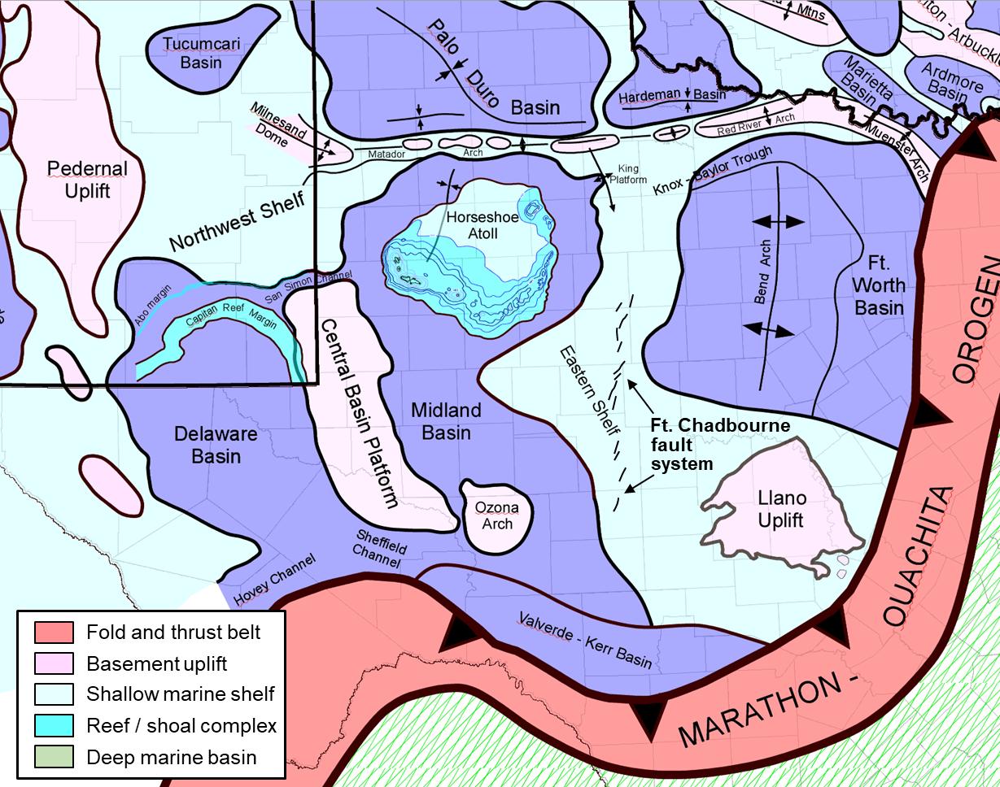 Mtns
-Arbuckle
Tucumcari
Basin
Palo Duro
Basin
Marietta
Basin
Ardmore
Basin
Hardeman Basin
Milnesand
Dome
Red River Arch
Muenster Arch
Matador Arch
Pedernal
Uplift
King
Platform
Knox - Baylor Trough
Northwest Shelf
Horseshoe
Atoll
Bend Arch
Ft.
Worth
Basin
San Simon Channel
Abo margin
Capitan Reef Margin
Central Basin Platform
Eastern Shelf
Midland
Basin
Delaware
Basin
Ft. Chadbourne
fault
system
Llano
Uplift
Ozona
Arch
Sheffield
Channel
Hovey Channel
Valverde - Kerr Basin
MARATHON -
OUACHITA
OROGEN
Fold and thrust belt
Basement uplift
Shallow marine shelf
Reef / shoal complex
Deep marine basin